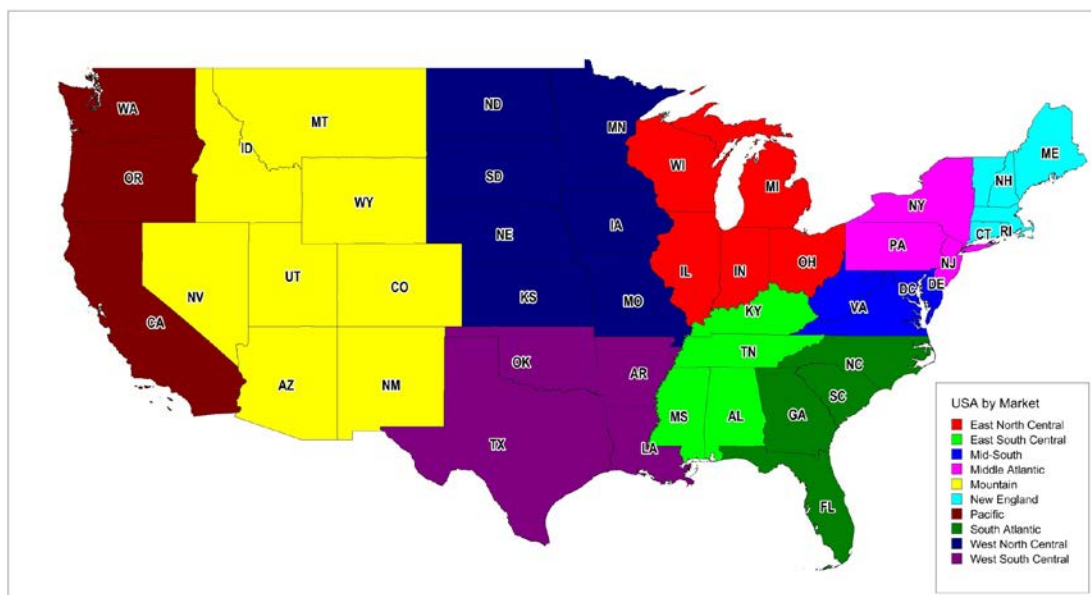 WA
MT
ND
MN
ME
ID
OR
SD
WI
NH
MI
WY
NY
CT
RI
NE
IA
PA
NV
UT
CO
IL
IN
OH
NJ
DC
DE
KS
MO
VA
KY
CA
TN
NC
OK
AR
AZ
NM
SC
MS
AL
GA
TX
LA
FL
USA by Market
East North Central
East South Central
Mid-South
Middle Atlantic
Mountain
New England
Pacific
South Atlantic
West North Central
West South Central